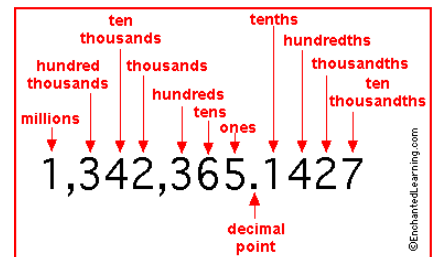 ten
thousands
tenths
hundred
thousands
thousands
hundredths
thousandths
hundreds
ten
thousandths
tens
millions
ones
1,342,365.1427
decimal
point
©EnchantedLearning.com